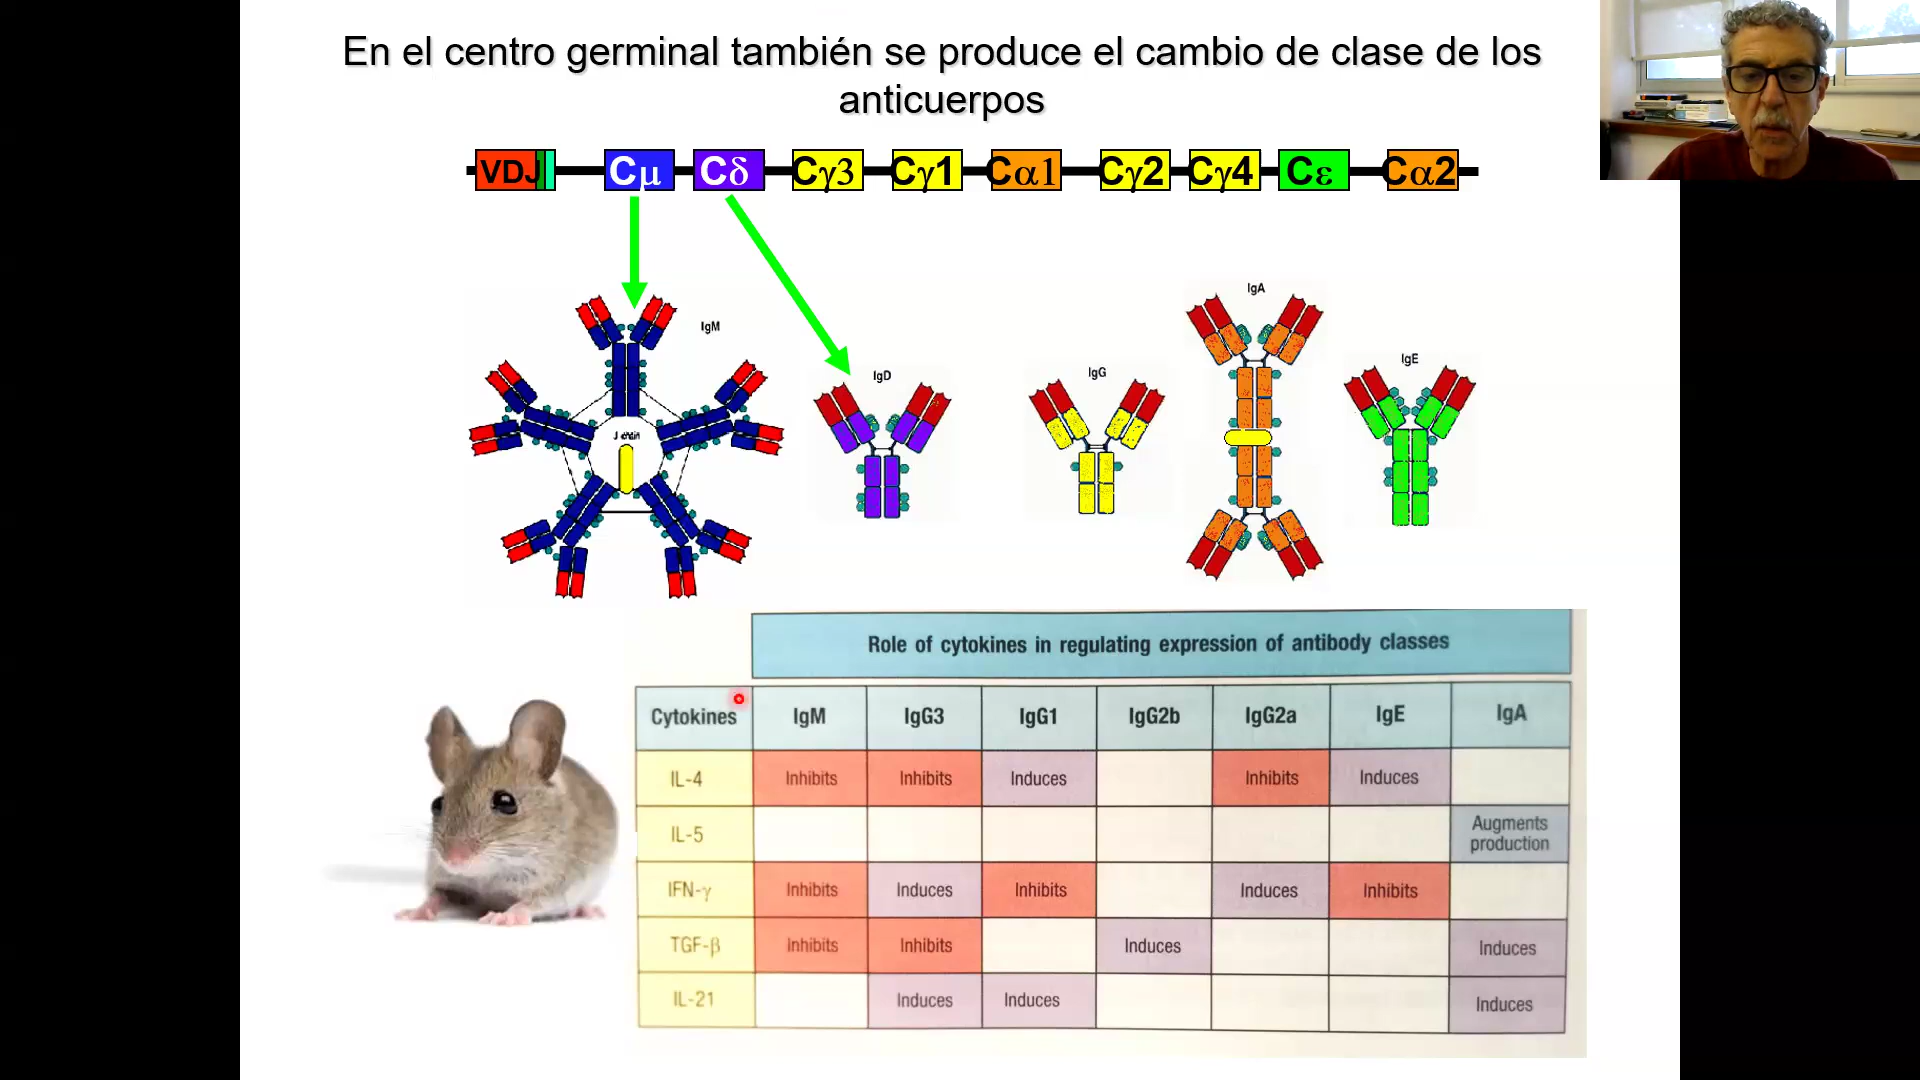 En el centro germinal también se produce el cambio de clase de los
anticuerpos
VDJ Cμ Cδ Cγ3 Cγ1 Cα1 Cγ2 Cγ4 Cε Cα2
IgA
IgM
IgE
IgD
IgG
J chain
Role of cytokines in regulating expression of antibody classes
Cytokines IgM IgG3 IgG1 IgG2b IgG2a IgE IgA
IL-4 Inhibits Inhibits Induces Inhibits Induces
IL-5 Augments production
IFN-γ Inhibits Induces Inhibits Induces Inhibits
TGF-β Inhibits Inhibits Induces Induces
IL-21 Induces Induces Induces